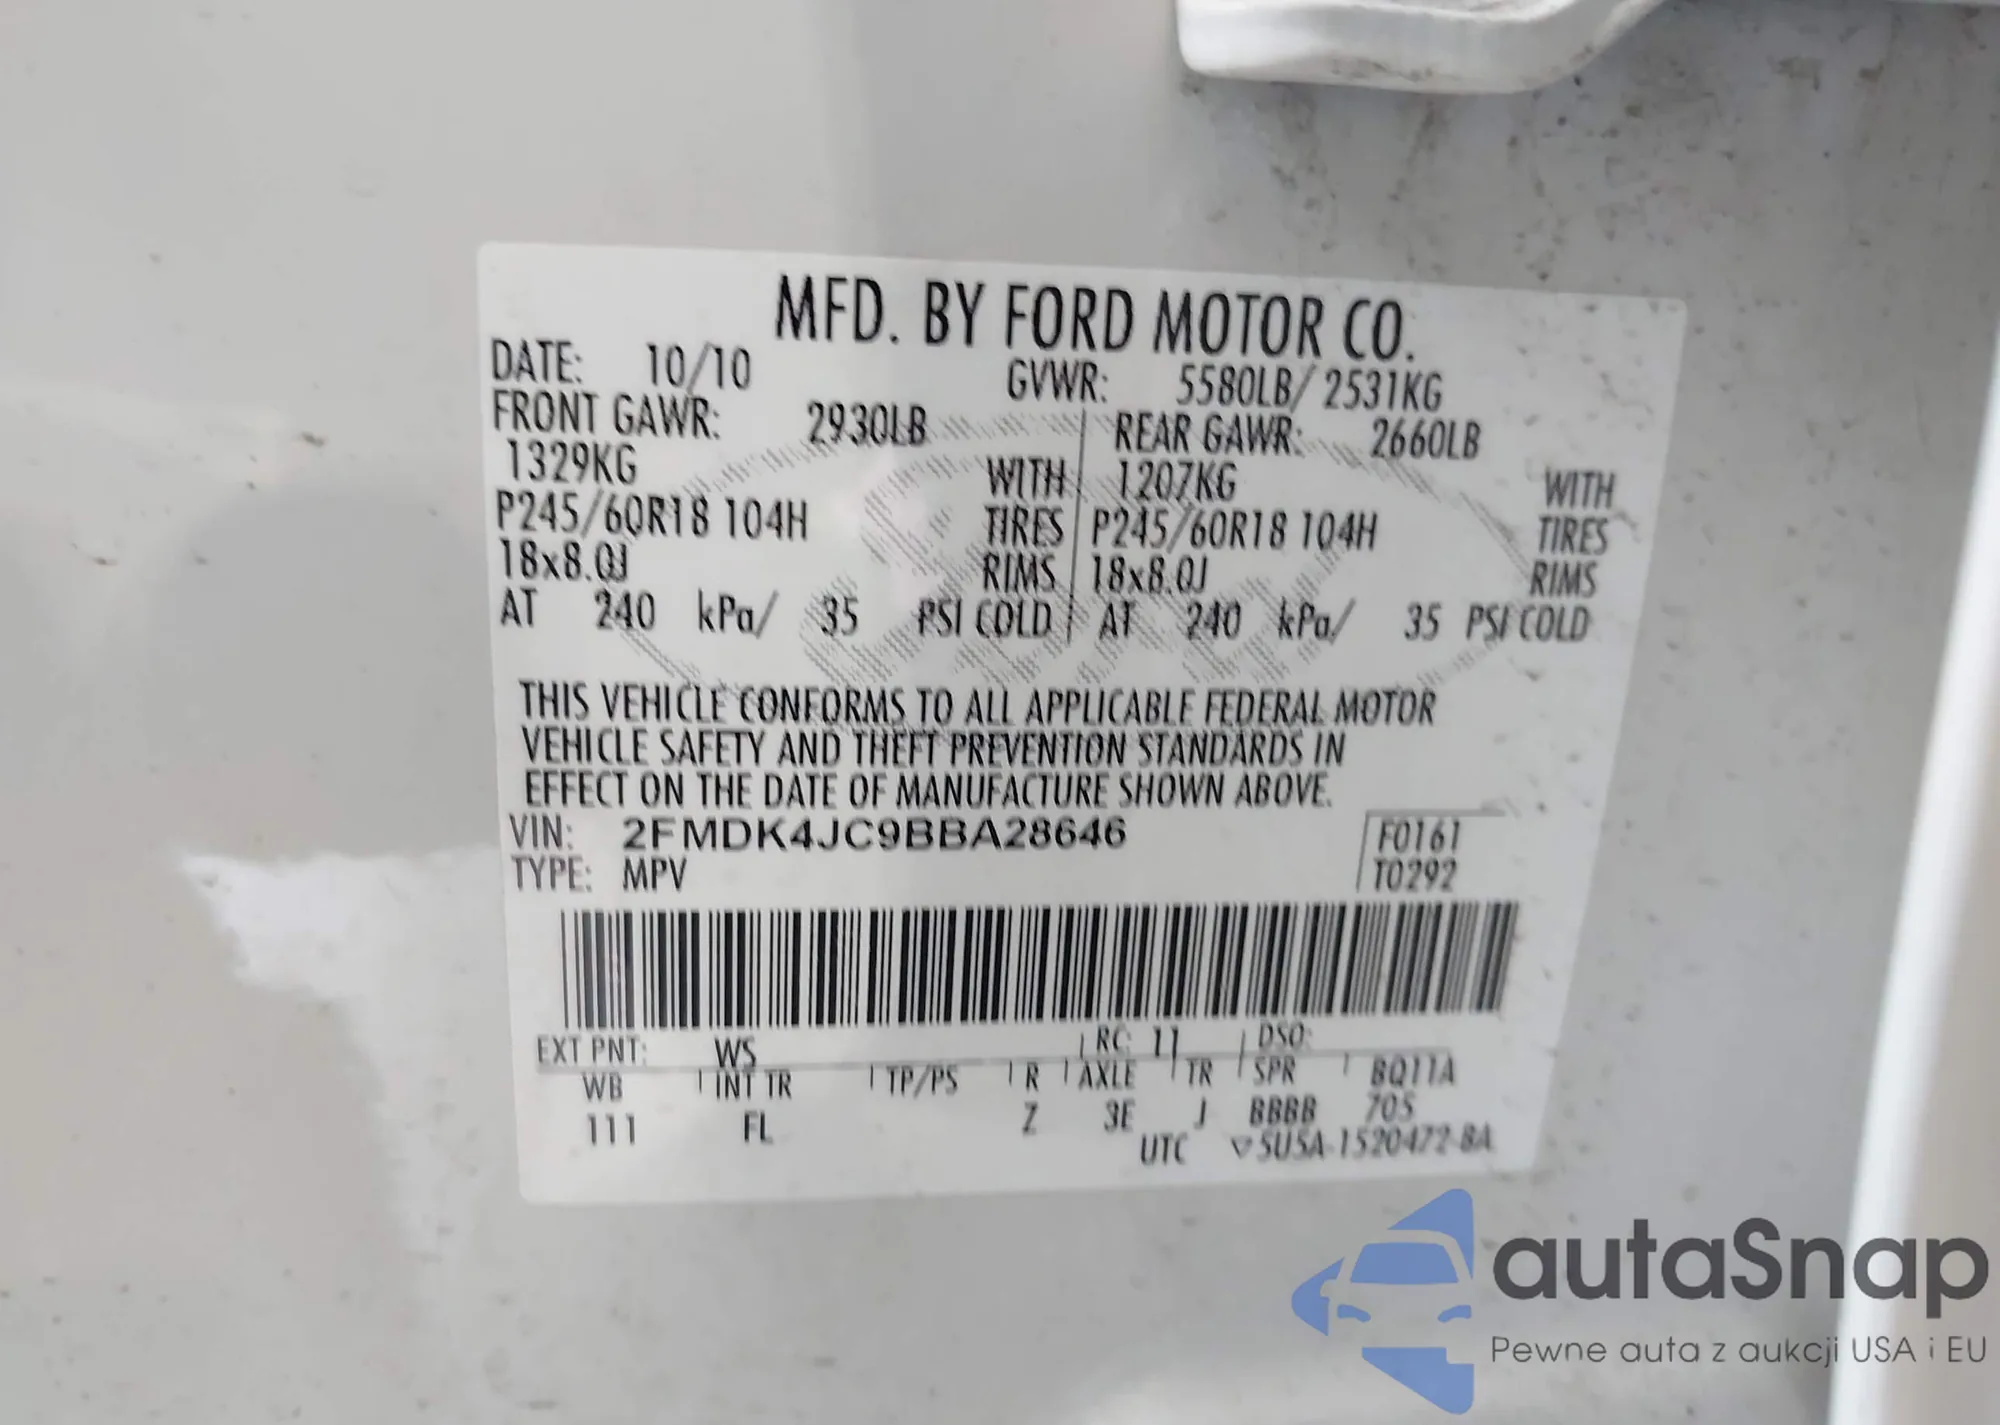 MFD. BY FORD MOTOR CO.
DATE: 10/10 GVWR: 5580LB/ 2531KG
FRONT GAWR: 2930LB REAR GAWR: 2660LB
1329KG WITH 1207KG WITH
P245/60R18 104H TIRES P245/60R18 104H TIRES
18x8.0J RIMS 18x8.0J RIMS
AT 240 kPa/ 35 PSI COLD AT 240 kPa/ 35 PSI COLD
THIS VEHICLE CONFORMS TO ALL APPLICABLE FEDERAL MOTOR
VEHICLE SAFETY AND THEFT PREVENTION STANDARDS IN
EFFECT ON THE DATE OF MANUFACTURE SHOWN ABOVE.
VIN: 2FMDK4JC9BBA28646 F0161
TYPE: MPV T0292
EXT PNT: WS RC: 11 DSO:
WB INT TR TP/PS R AXLE TR SPR BQ11A
111 FL Z 3E J BBBB 705
UTC ▽5U5A-1520472-BA
autaSnap
Pewne auta z aukcji USA i EU